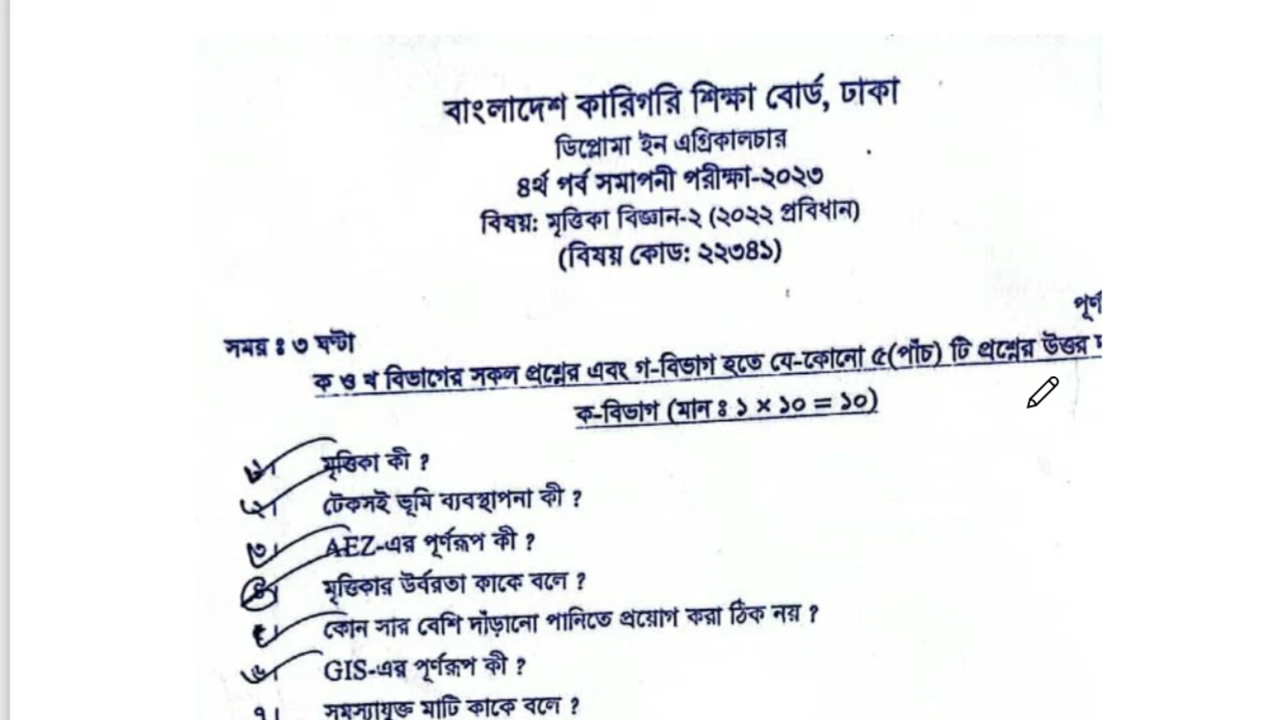 বাংলাদেশ কারিগরি শিক্ষা বোর্ড, ঢাকা
ডিপ্লোমা ইন এগ্রিকালচার
৪র্থ পর্ব সমাপনী পরীক্ষা-২০২৩
বিষয়: মৃত্তিকা বিজ্ঞান-২ (২০২২ প্রবিধান)
(বিষয় কোড: ২২৩৪১)
পূর্ণ
সময় ঃ ৩ ঘণ্টা
ক ও খ বিভাগের সকল প্রশ্নের এবং গ-বিভাগ হতে যে-কোনো ৫(পাঁচ) টি প্রশ্নের উত্তর
ক-বিভাগ (মান ঃ ১ × ১০ = ১০)
১। মৃত্তিকা কী ?
২। টেকসই ভূমি ব্যবস্থাপনা কী ?
৩। AEZ-এর পূর্ণরূপ কী ?
৪। মৃত্তিকার উর্বরতা কাকে বলে ?
৫। কোন সার বেশি দাঁড়ানো পানিতে প্রয়োগ করা ঠিক নয় ?
৬। GIS-এর পূর্ণরূপ কী ?
৭। সমস্যাযুক্ত মাটি কাকে বলে ?